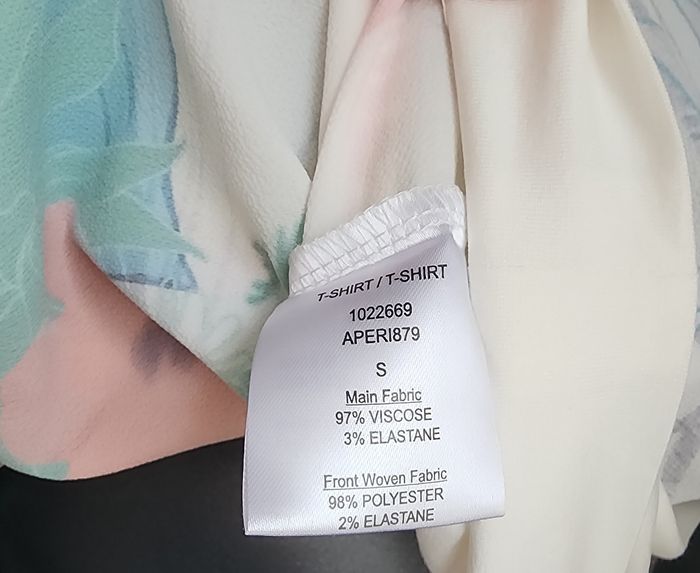 T-SHIRT / T-SHIRT
1022669
APERI879
S
Main Fabric
97% VISCOSE
3% ELASTANE
Front Woven Fabric
98% POLYESTER
2% ELASTANE